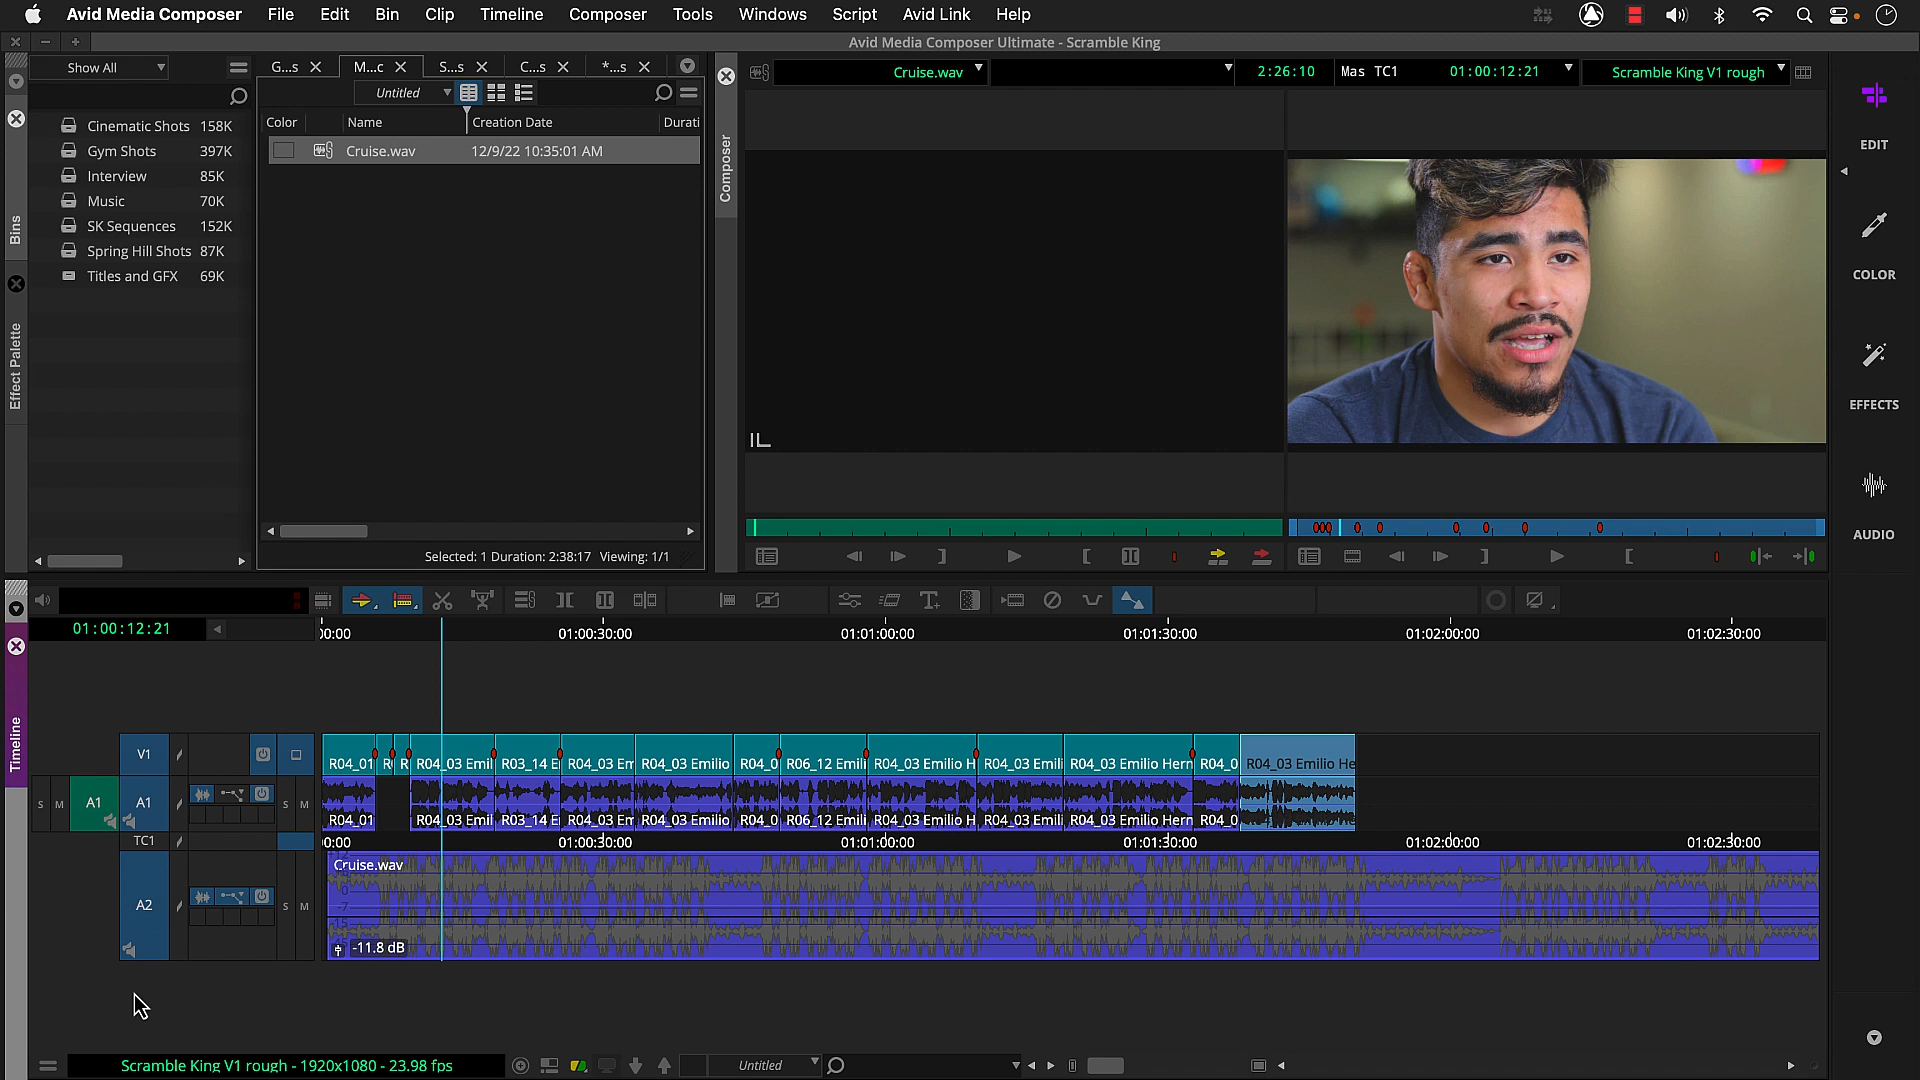 Avid Media Composer File Edit Bin Clip Timeline Composer Tools Windows Script Avid Link Help
Avid Media Composer Ultimate - Scramble King
Show All
G...s M...c S...s C...s *...s
Untitled
Cruise.wav 2:26:10 Mas TC1 01:00:12:21 Scramble King V1 rough
Color Name Creation Date Durati
Cruise.wav 12/9/22 10:35:01 AM
Cinematic Shots 158K
Gym Shots 397K
Interview 85K
Music 70K
SK Sequences 152K
Spring Hill Shots 87K
Titles and GFX 69K
Bins
Effect Palette
Composer
EDIT
COLOR
EFFECTS
AUDIO
Selected: 1 Duration: 2:38:17 Viewing: 1/1
01:00:12:21
00:00 01:00:30:00 01:01:00:00 01:01:30:00 01:02:00:00 01:02:30:00
Timeline
V1
R04_01 R R R04_03 Emil R03_14 E R04_03 Em R04_03 Emilio R04_0 R06_12 Emili R04_03 Emilio H R04_03 Emili R04_03 Emilio Herr R04_0 R04_03 Emilio He
S M A1 A1 S M
R04_01 R04_03 Emil R03_14 E R04_03 Em R04_03 Emilio R04_0 R06_12 Emili R04_03 Emilio H R04_03 Emili R04_03 Emilio Herr R04_0
TC1 00:00 01:00:30:00 01:01:00:00 01:01:30:00 01:02:00:00 01:02:30:00
Cruise.wav
A2 S M
-11.8 dB
Scramble King V1 rough - 1920x1080 - 23.98 fps
Untitled